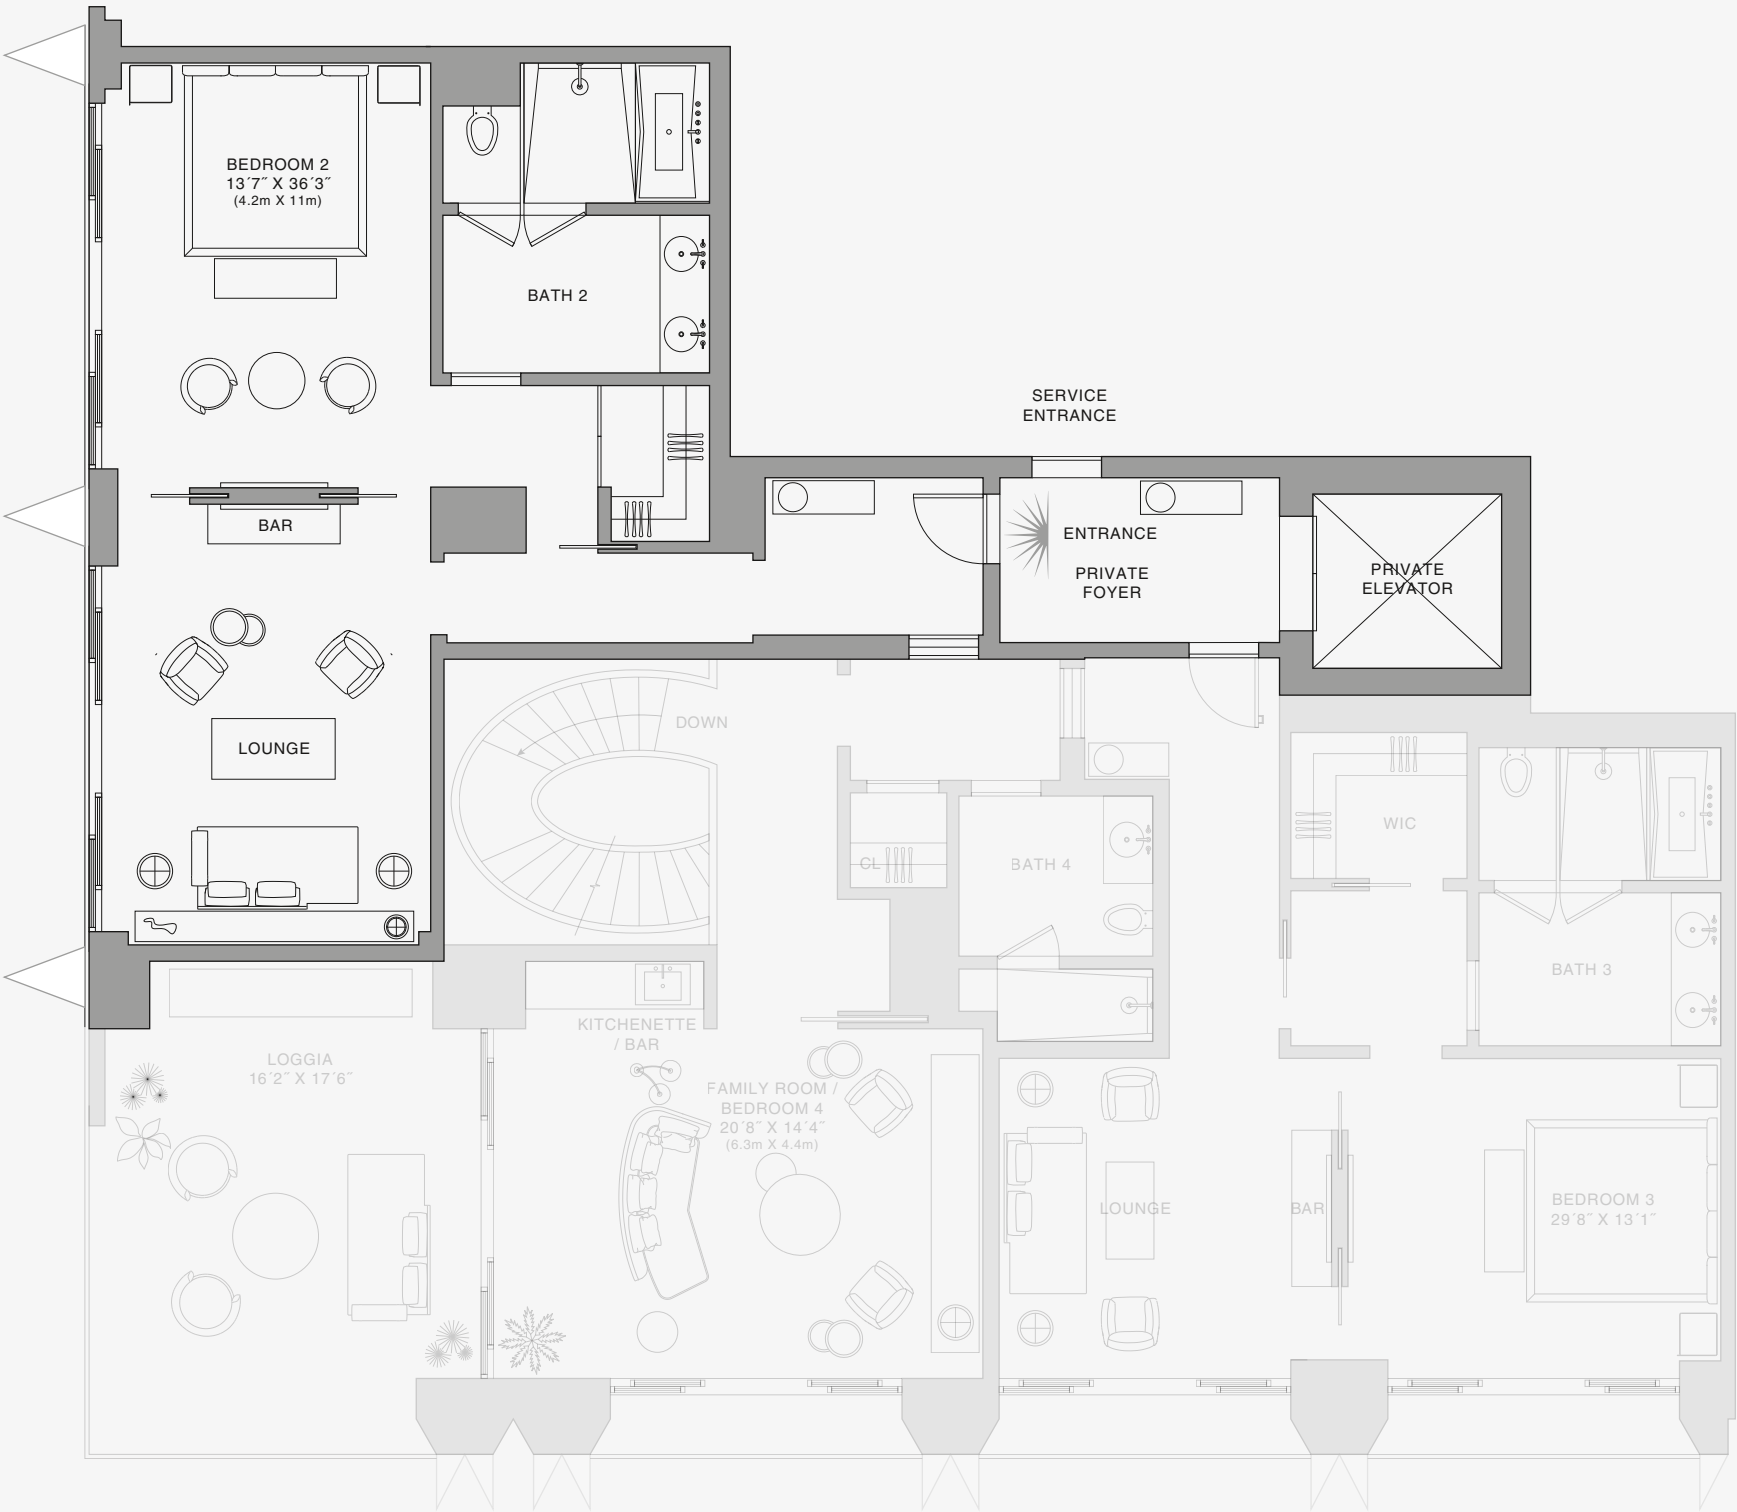 BEDROOM 2
13´7˝ X 36´3˝
(4.2m X 11m)
BATH 2
SERVICE
ENTRANCE
BAR
ENTRANCE
PRIVATE
FOYER
PRIVATE
ELEVATOR
LOUNGE
DOWN
CL
BATH 4
WIC
BATH 3
KITCHENETTE
/ BAR
LOGGIA
16´2˝ X 17´6˝
FAMILY ROOM /
BEDROOM 4
20´8˝ X 14´4˝
(6.3m X 4.4m)
LOUNGE
BAR
BEDROOM 3
29´8˝ X 13´1˝